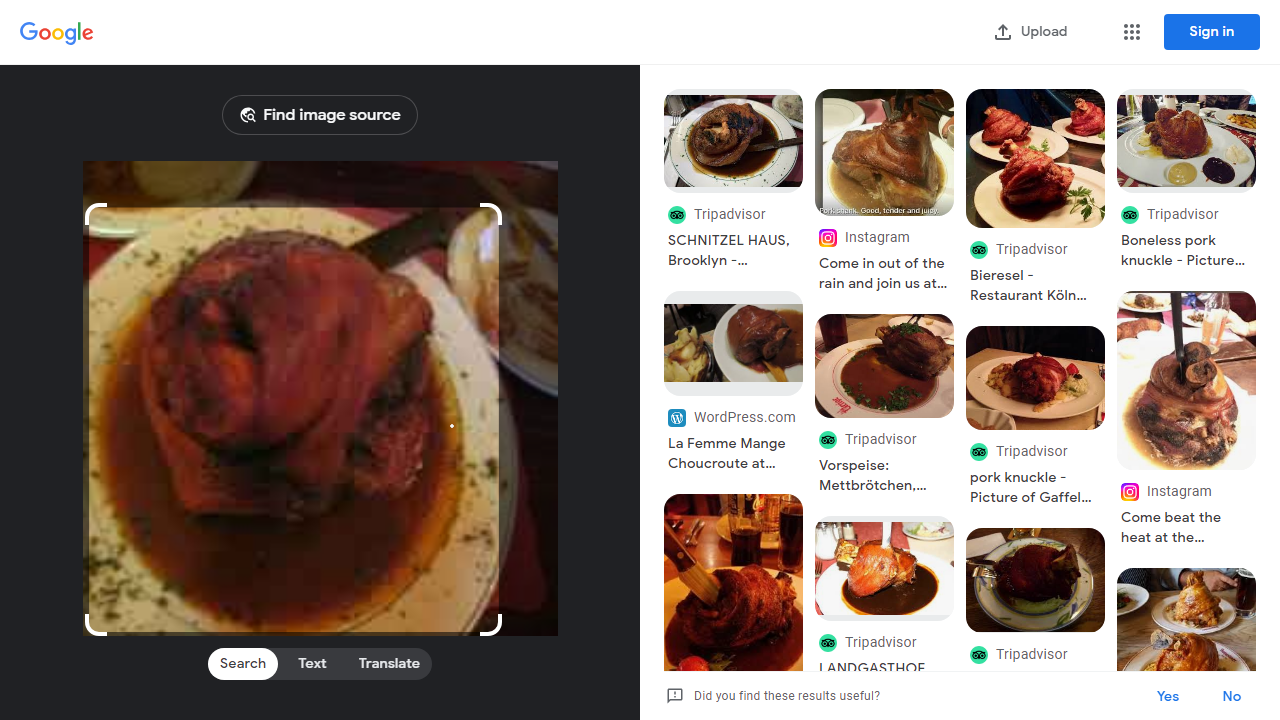 Google
Upload
Sign in
Find image source
Search
Text
Translate
Tripadvisor
SCHNITZEL HAUS,
Brooklyn -...
WordPress.com
La Femme Mange
Choucroute at...
Pork shank. Good, tender and juicy.
Instagram
Come in out of the
rain and join us at...
Tripadvisor
Vorspeise:
Mettbrötchen,...
Tripadvisor
LANDGASTHOF
Tripadvisor
Bieresel -
Restaurant Köln...
Tripadvisor
pork knuckle -
Picture of Gaffel...
Tripadvisor
Tripadvisor
Boneless pork
knuckle - Picture...
Instagram
Come beat the
heat at the...
Did you find these results useful?
Yes
No